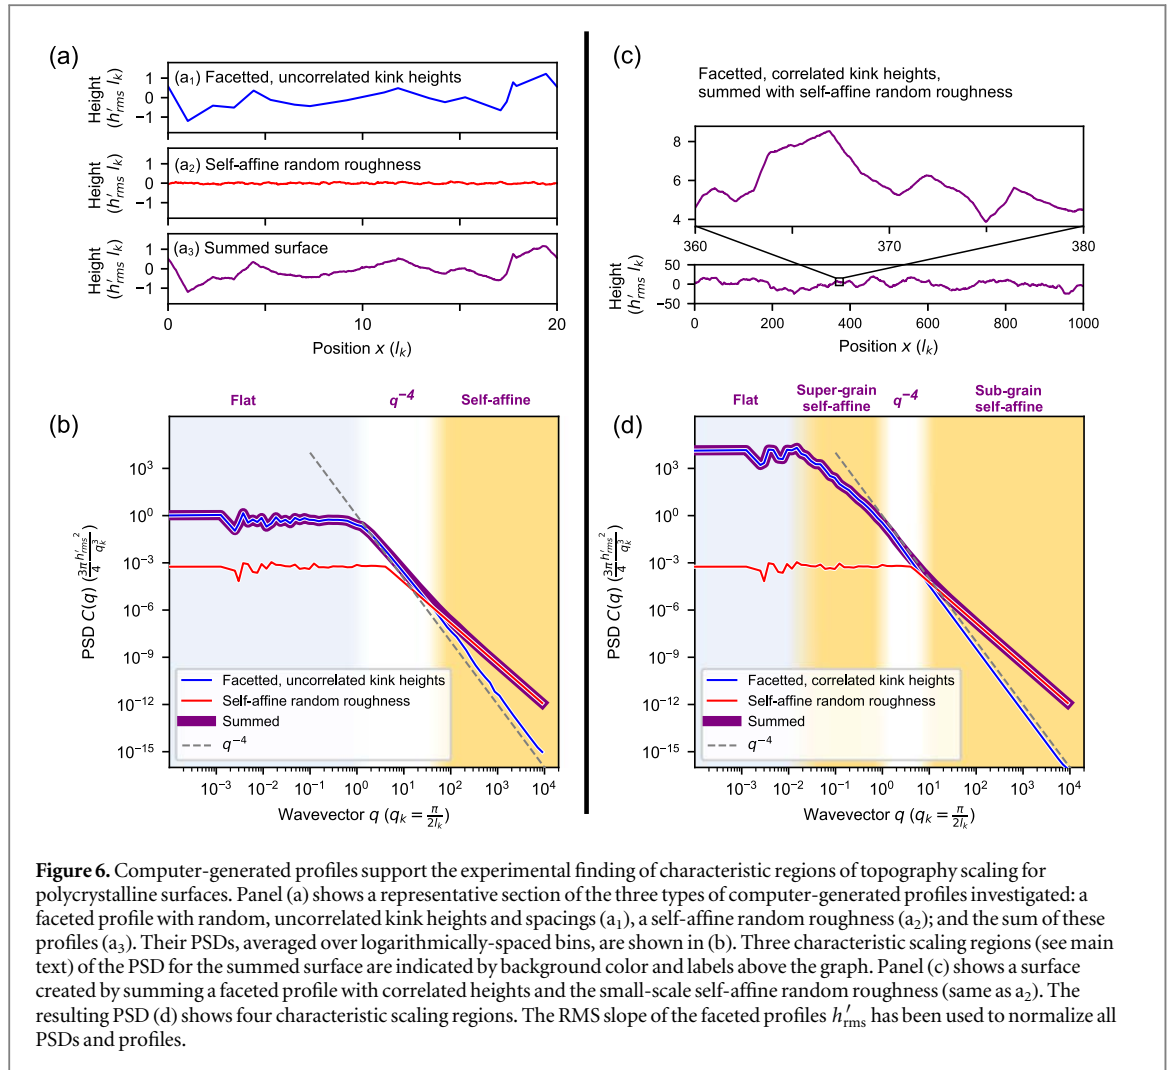 (a)
Height
(h′rms lk)
1
0
−1
(a1) Facetted, uncorrelated kink heights
Height
(h′rms lk)
1
0
−1
(a2) Self-affine random roughness
Height
(h′rms lk)
1
0
−1
(a3) Summed surface
0
10
20
Position x (lk)
(c)
Facetted, correlated kink heights,
summed with self-affine random roughness
8
6
4
360
370
380
Height
(h′rms lk)
50
0
−50
0
200
400
600
800
1000
Position x (lk)
(b)
Flat
q−4
Self-affine
PSD C(q) (3π/4 h′rms²/qk³)
10³
10⁰
10⁻³
10⁻⁶
10⁻⁹
10⁻¹²
10⁻¹⁵
Facetted, uncorrelated kink heights
Self-affine random roughness
Summed
q−4
10⁻³
10⁻²
10⁻¹
10⁰
10¹
10²
10³
10⁴
Wavevector q (qk = π/2lk)
(d)
Flat
Super-grain
self-affine
q−4
Sub-grain
self-affine
PSD C(q) (3π/4 h′rms²/qk³)
10³
10⁰
10⁻³
10⁻⁶
10⁻⁹
10⁻¹²
10⁻¹⁵
Facetted, correlated kink heights
Self-affine random roughness
Summed
q−4
10⁻³
10⁻²
10⁻¹
10⁰
10¹
10²
10³
10⁴
Wavevector q (qk = π/2lk)
Figure 6. Computer-generated profiles support the experimental finding of characteristic regions of topography scaling for
polycrystalline surfaces. Panel (a) shows a representative section of the three types of computer-generated profiles investigated: a
faceted profile with random, uncorrelated kink heights and spacings (a1), a self-affine random roughness (a2); and the sum of these
profiles (a3). Their PSDs, averaged over logarithmically-spaced bins, are shown in (b). Three characteristic scaling regions (see main
text) of the PSD for the summed surface are indicated by background color and labels above the graph. Panel (c) shows a surface
created by summing a faceted profile with correlated heights and the small-scale self-affine random roughness (same as a2). The
resulting PSD (d) shows four characteristic scaling regions. The RMS slope of the faceted profiles h′rms has been used to normalize all
PSDs and profiles.